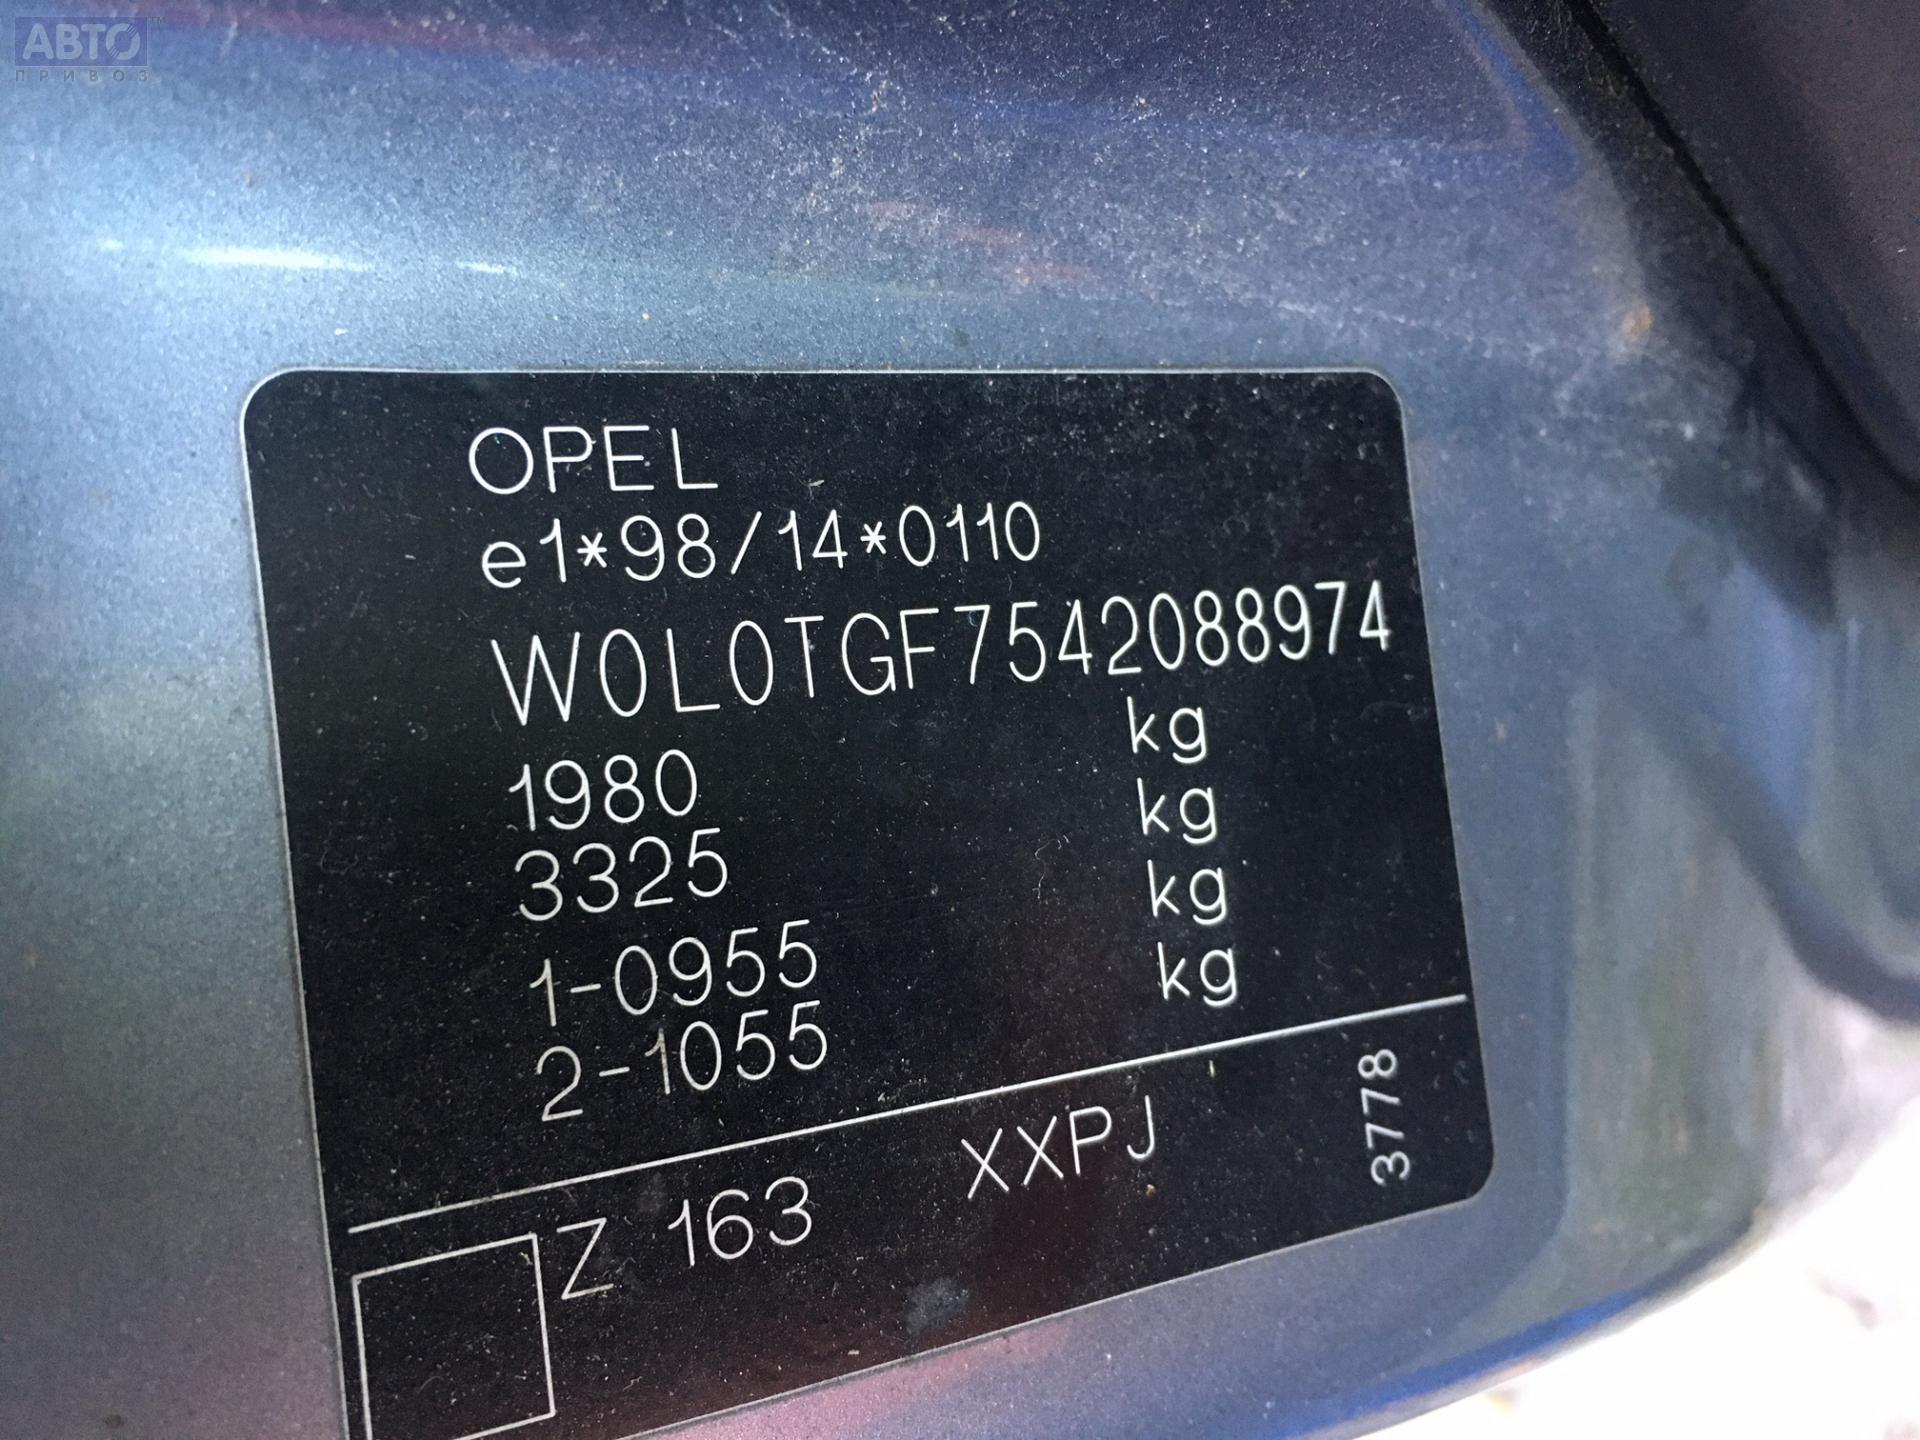 АВТО™
ПРИВОЗ
OPEL
e1*98/14*0110
W0L0TGF7542088974
1980 kg
3325 kg
1-0955 kg
2-1055 kg
Z 163 XXPJ 3778